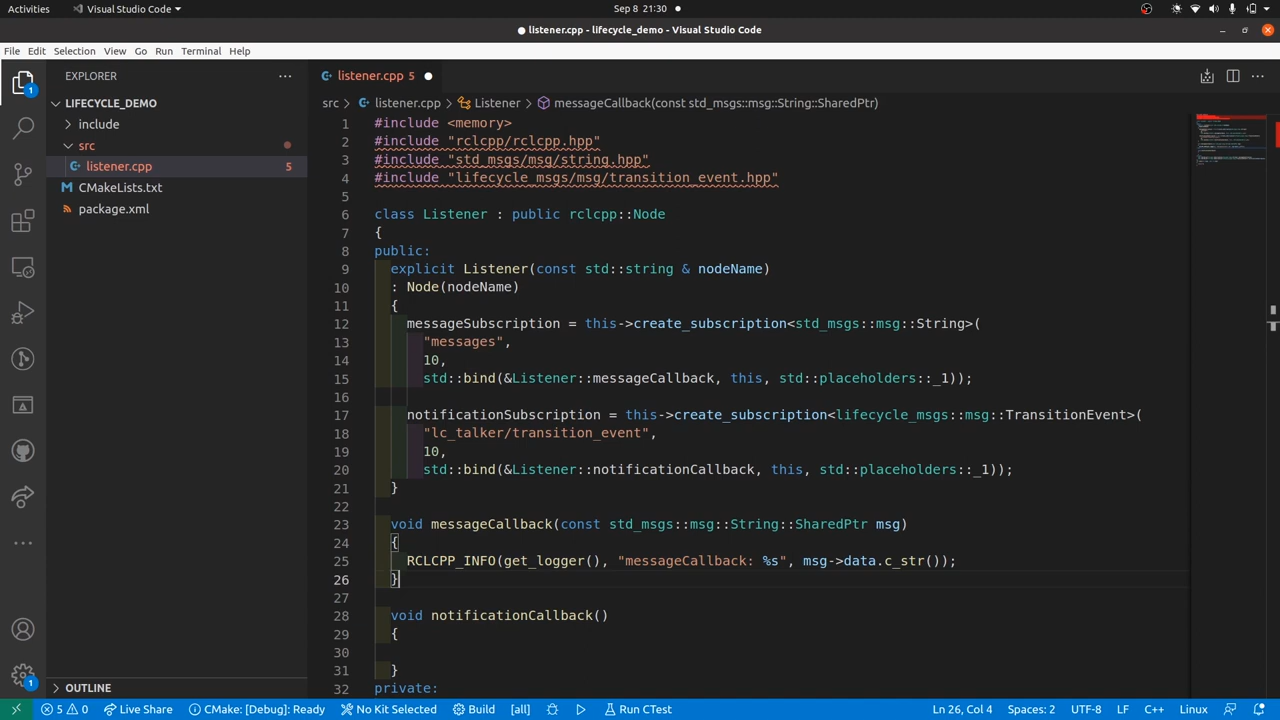 Activities
Visual Studio Code
Sep 8 21:30
listener.cpp - lifecycle_demo - Visual Studio Code
File Edit Selection View Go Run Terminal Help
EXPLORER
LIFECYCLE_DEMO
include
src
listener.cpp 5
CMakeLists.txt
package.xml
OUTLINE
1
1
listener.cpp 5
src > listener.cpp > Listener > messageCallback(const std_msgs::msg::String::SharedPtr)
1 #include <memory>
2 #include "rclcpp/rclcpp.hpp"
3 #include "std_msgs/msg/string.hpp"
4 #include "lifecycle_msgs/msg/transition_event.hpp"
5
6 class Listener : public rclcpp::Node
7 {
8 public:
9 explicit Listener(const std::string & nodeName)
10 : Node(nodeName)
11 {
12 messageSubscription = this->create_subscription<std_msgs::msg::String>(
13 "messages",
14 10,
15 std::bind(&Listener::messageCallback, this, std::placeholders::_1));
16
17 notificationSubscription = this->create_subscription<lifecycle_msgs::msg::TransitionEvent>(
18 "lc_talker/transition_event",
19 10,
20 std::bind(&Listener::notificationCallback, this, std::placeholders::_1));
21 }
22
23 void messageCallback(const std_msgs::msg::String::SharedPtr msg)
24 {
25 RCLCPP_INFO(get_logger(), "messageCallback: %s", msg->data.c_str());
26 }
27
28 void notificationCallback()
29 {
30
31 }
32 private:
5 0 Live Share CMake: [Debug]: Ready No Kit Selected Build [all] Run CTest Ln 26, Col 4 Spaces: 2 UTF-8 LF C++ Linux